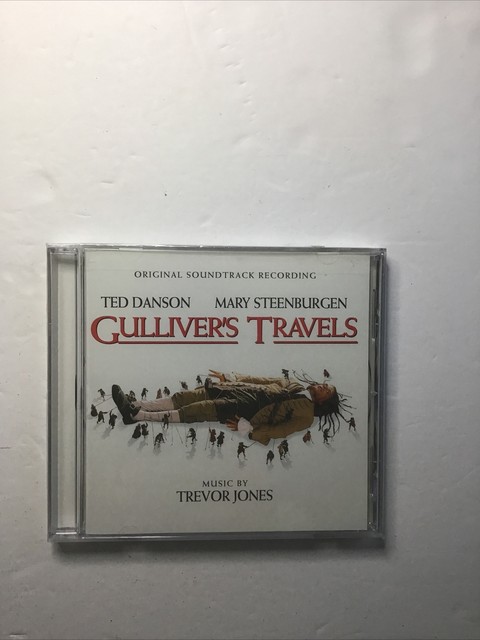 ORIGINAL SOUNDTRACK RECORDING
TED DANSON MARY STEENBURGEN
GULLIVER'S TRAVELS
MUSIC BY
TREVOR JONES